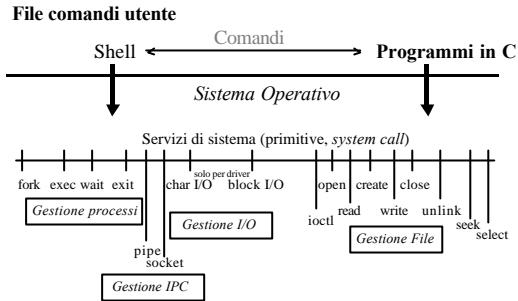 File comandi utente
Comandi
Shell
Programmi in C
Sistema Operativo
Servizi di sistema (primitive, system call)
solo per driver
fork exec wait exit char I/O block I/O open create close
ioctl read write unlink
seek select
Gestione processi
Gestione I/O
Gestione File
pipe
socket
Gestione IPC